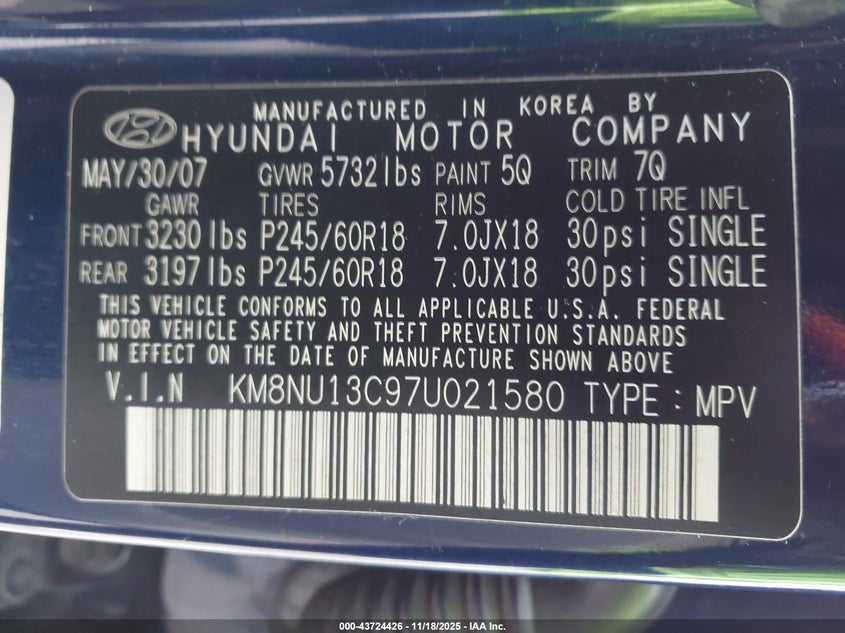 MANUFACTURED IN KOREA BY
HYUNDAI MOTOR COMPANY
MAY/30/07 GVWR 5732lbs PAINT 5Q TRIM 7Q
GAWR TIRES RIMS COLD TIRE INFL
FRONT 3230lbs P245/60R18 7.0JX18 30psi SINGLE
REAR 3197lbs P245/60R18 7.0JX18 30psi SINGLE
THIS VEHICLE CONFORMS TO ALL APPLICABLE U.S.A. FEDERAL
MOTOR VEHICLE SAFETY AND THEFT PREVENTION STANDARDS
IN EFFECT ON THE DATE OF MANUFACTURE SHOWN ABOVE
V.I.N KM8NU13C97U021580 TYPE : MPV
000-43724426 - 11/18/2025 - IAA Inc.